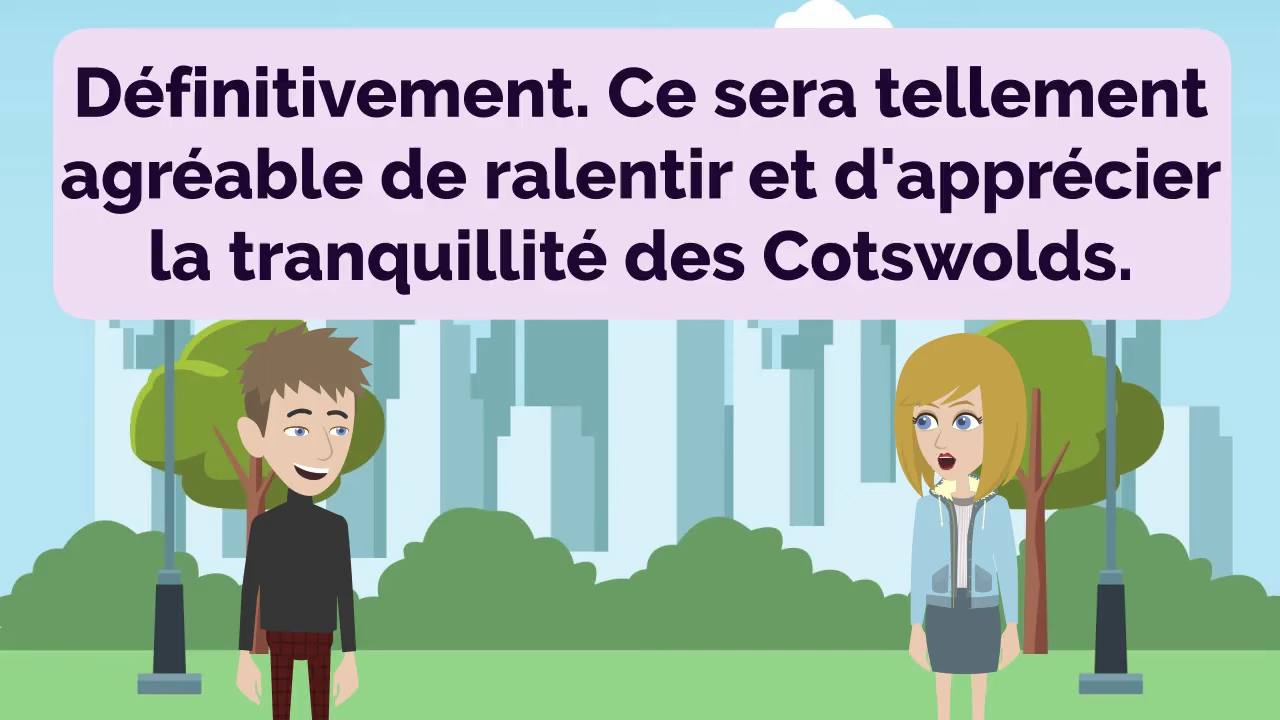 Définitivement. Ce sera tellement
agréable de ralentir et d'apprécier
la tranquillité des Cotswolds.